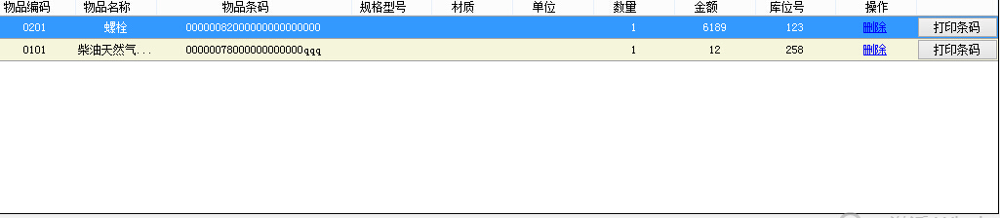 物品编码 物品名称 物品条码 规格型号 材质 单位 数量 金额 库位号 操作
0201 螺栓 00000082000000000000000 1 6189 123 删除 打印条码
0101 柴油天然气... 00000078000000000000qqq 1 12 258 删除 打印条码